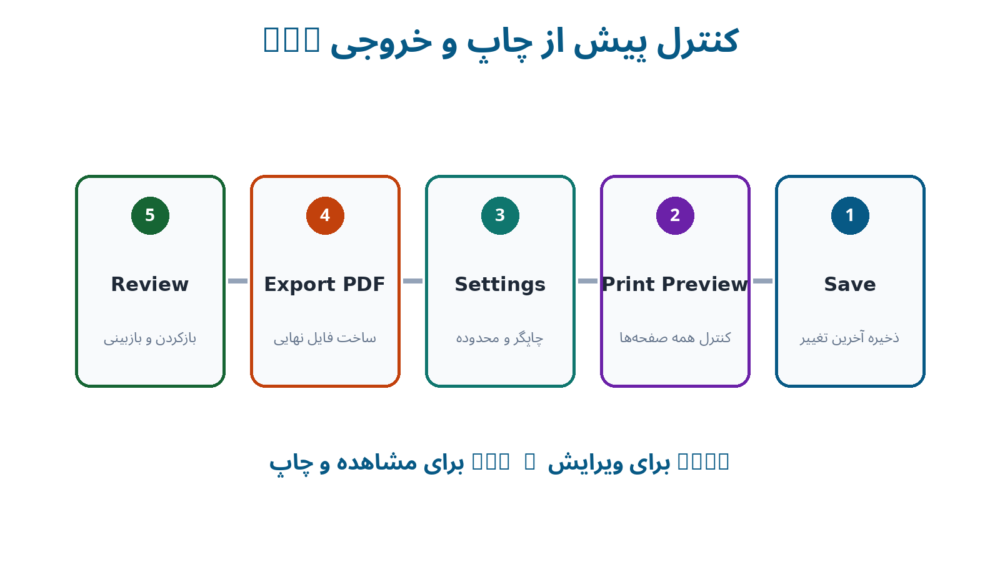 کنترل پیش از چاپ و خروجی
1
Save
ذخیره آخرین تغییر
2
Print Preview
کنترل همه صفحه‌ها
3
Settings
چاپگر و محدوده
4
Export PDF
ساخت فایل نهایی
5
Review
بازکردن و بازبینی
برای ویرایش برای مشاهده و چاپ